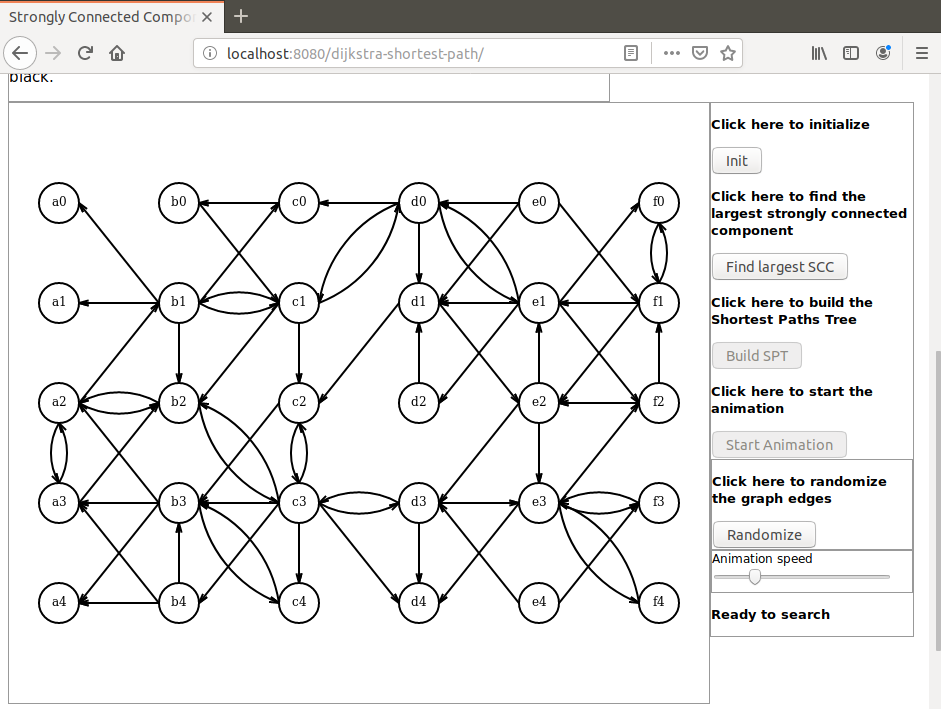 Strongly Connected Compo
localhost:8080/dijkstra-shortest-path/
black.
Click here to initialize
Init
Click here to find the
largest strongly connected
component
Find largest SCC
Click here to build the
Shortest Paths Tree
Build SPT
Click here to start the
animation
Start Animation
Click here to randomize
the graph edges
Randomize
Animation speed
Ready to search
a0 b0 c0 d0 e0 f0
a1 b1 c1 d1 e1 f1
a2 b2 c2 d2 e2 f2
a3 b3 c3 d3 e3 f3
a4 b4 c4 d4 e4 f4